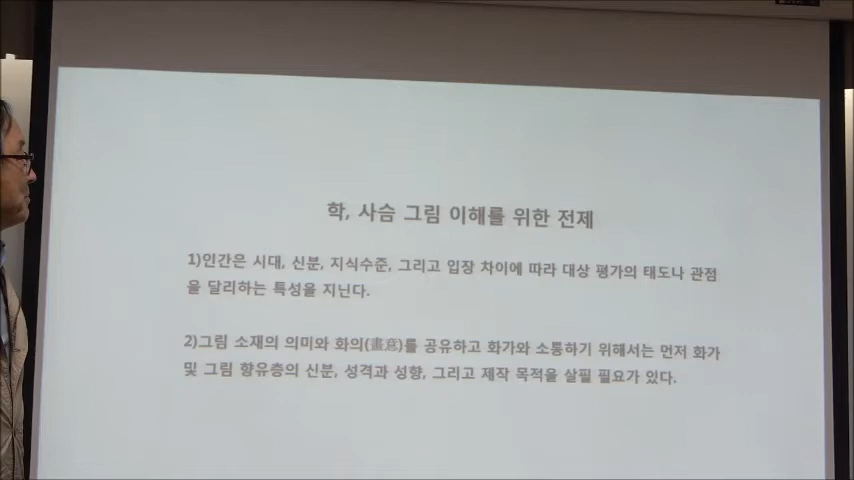 학, 사슴 그림 이해를 위한 전제
1)인간은 시대, 신분, 지식수준, 그리고 입장 차이에 따라 대상 평가의 태도나 관점
을 달리하는 특성을 지닌다.
2)그림 소재의 의미와 화의(畫意)를 공유하고 화가와 소통하기 위해서는 먼저 화가
및 그림 향유층의 신분, 성격과 성향, 그리고 제작 목적을 살필 필요가 있다.